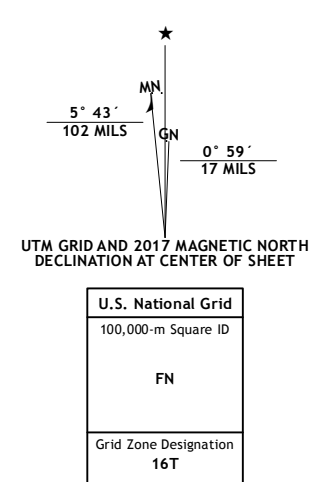 ★
MN.
5° 43´
102 MILS
GN
0° 59´
17 MILS
UTM GRID AND 2017 MAGNETIC NORTH
DECLINATION AT CENTER OF SHEET
U.S. National Grid
100,000-m Square ID
FN
Grid Zone Designation
16T